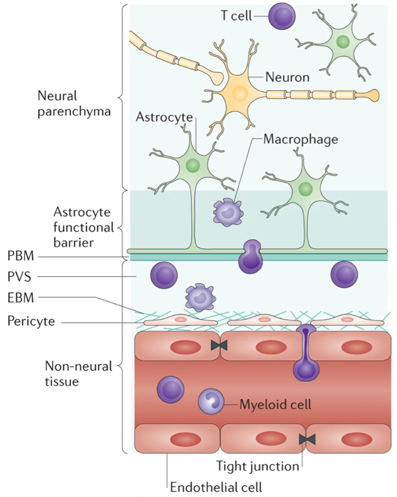 T cell
Neuron
Neural
parenchyma
Astrocyte
Macrophage
Astrocyte
functional
barrier
PBM
PVS
EBM
Pericyte
Non-neural
tissue
Myeloid cell
Tight junction
Endothelial cell